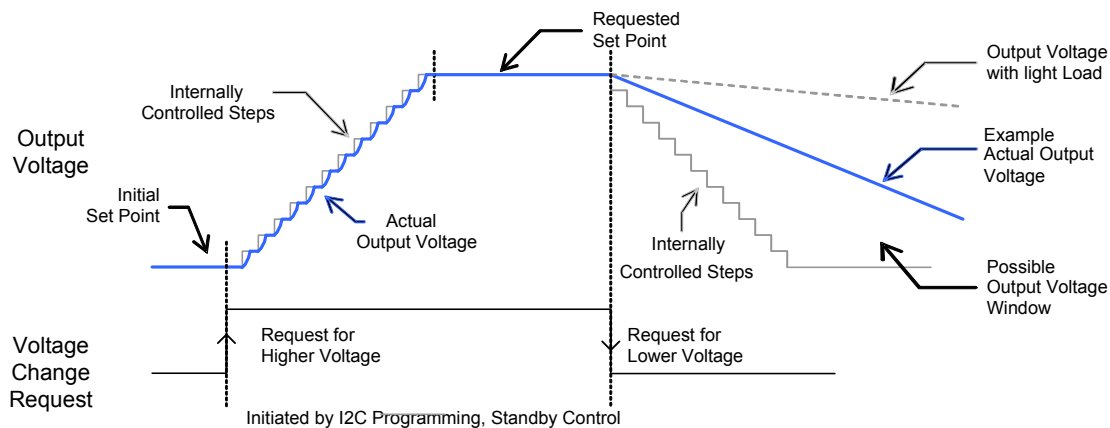 Requested
Set Point
Output Voltage
with light Load
Internally
Controlled Steps
Output
Voltage
Example
Actual Output
Voltage
Initial
Set Point
Actual
Output Voltage
Internally
Controlled Steps
Possible
Output Voltage
Window
Voltage
Change
Request
Request for
Higher Voltage
Request for
Lower Voltage
Initiated by I2C Programming, Standby Control